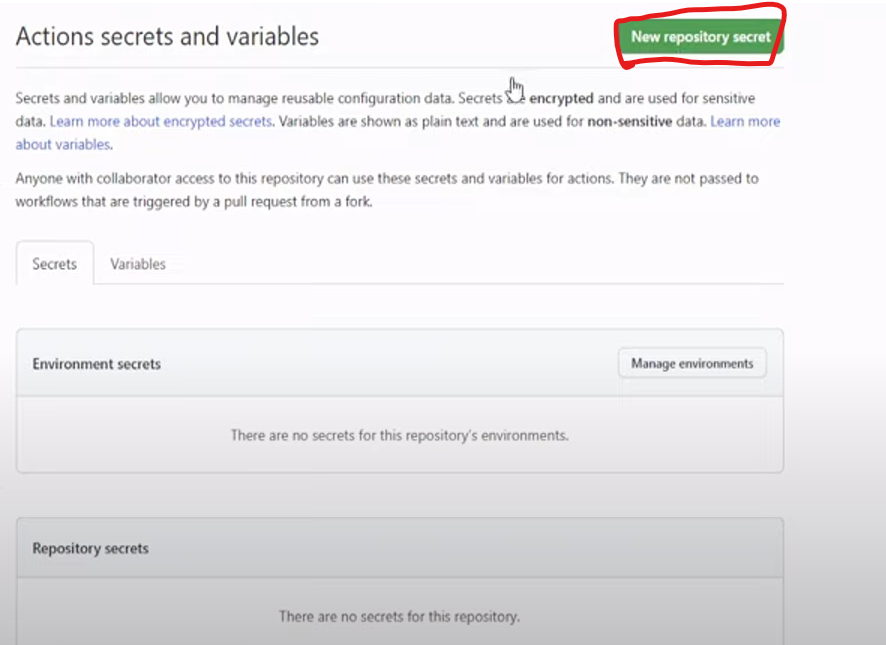 Actions secrets and variables
New repository secret
Secrets and variables allow you to manage reusable configuration data. Secrets encrypted and are used for sensitive
data. Learn more about encrypted secrets. Variables are shown as plain text and are used for non-sensitive data. Learn more
about variables.
Anyone with collaborator access to this repository can use these secrets and variables for actions. They are not passed to
workflows that are triggered by a pull request from a fork.
Secrets
Variables
Environment secrets
Manage environments
There are no secrets for this repository's environments.
Repository secrets
There are no secrets for this repository.